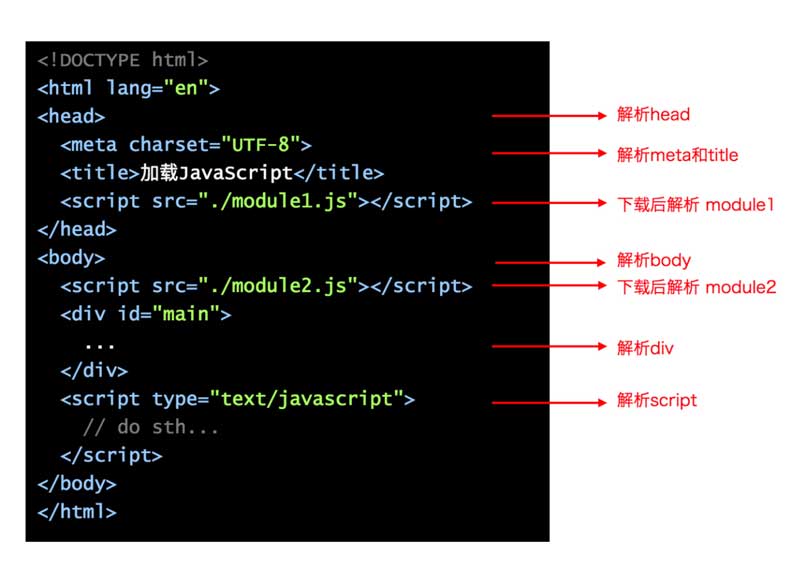 <!DOCTYPE html>
<html lang="en">
<head>
解析head
<meta charset="UTF-8">
解析meta和title
<title>加载JavaScript</title>
<script src="./module1.js"></script>
下载后解析 module1
</head>
<body>
解析body
<script src="./module2.js"></script>
下载后解析 module2
<div id="main">
...
解析div
</div>
<script type="text/javascript">
解析script
// do sth...
</script>
</body>
</html>